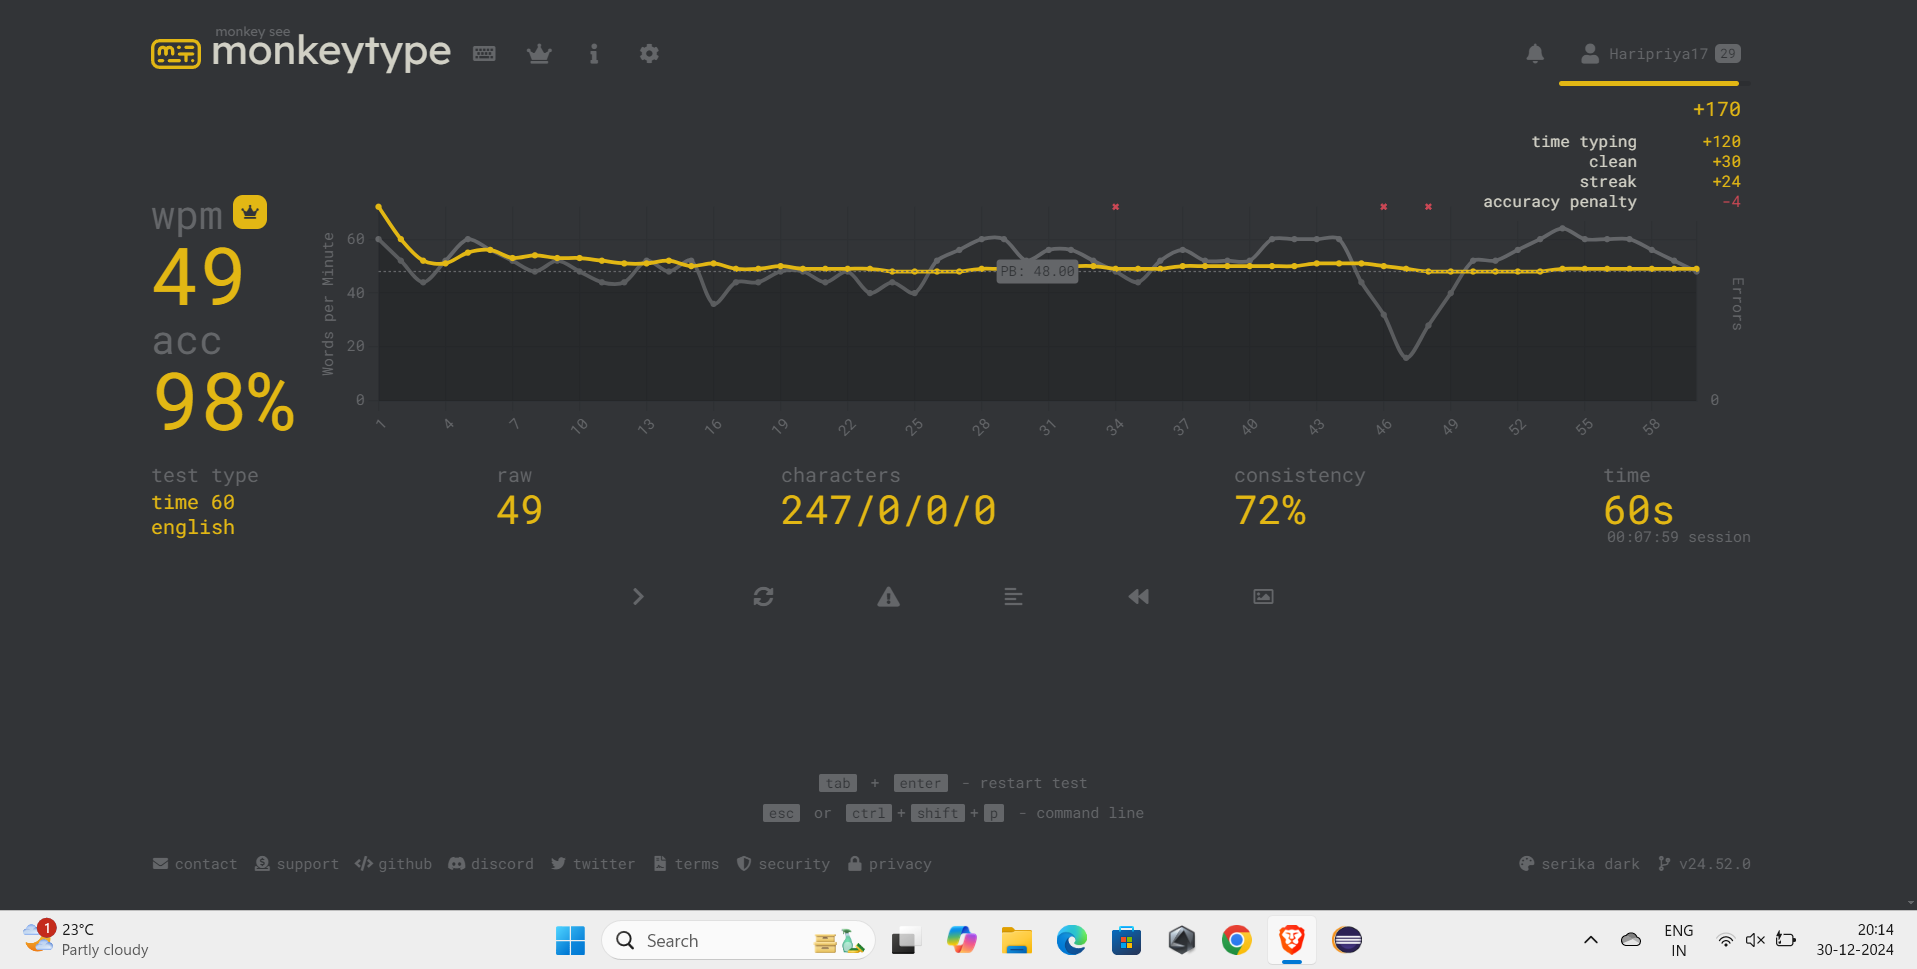 monkey see
monkeytype
Haripriya17 29
+170
time typing +120
clean +30
streak +24
accuracy penalty -4
wpm
49
acc
98%
Words per Minute
60
40
20
0
PB: 48.00
Errors
0
1 4 7 10 13 16 19 22 25 28 31 34 37 40 43 46 49 52 55 58
test type
time 60
english
raw
49
characters
247/0/0/0
consistency
72%
time
60s
00:07:59 session
tab + enter - restart test
esc or ctrl + shift + p - command line
contact support github discord twitter terms security privacy serika dark v24.52.0
1
23°C
Partly cloudy
Search
ENG
IN
20:14
30-12-2024